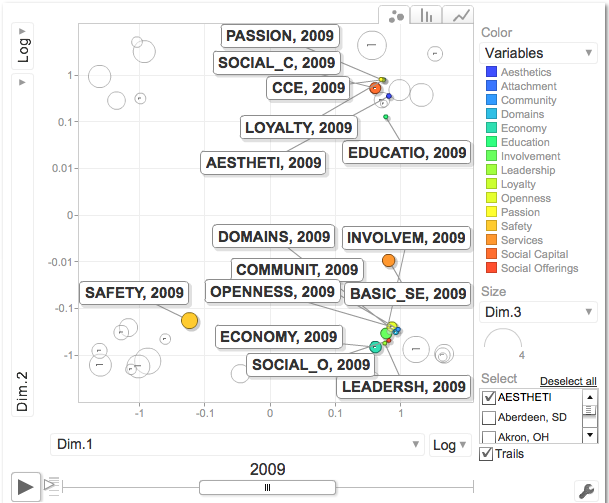 Color
Log
PASSION, 2009
SOCIAL_C, 2009
CCE, 2009
LOYALTY, 2009
AESTHETI, 2009
EDUCATIO, 2009
Variables
Aesthetics
Attachment
Community
Domains
Economy
Education
Involvement
Leadership
Loyalty
Openness
Passion
Safety
Services
Social Capital
Social Offerings
1
0.1
0.01
0
-0.01
-0.1
-1
DOMAINS, 2009
INVOLVEM, 2009
COMMUNIT, 2009
OPENNESS, 2009
BASIC_SE, 2009
SAFETY, 2009
ECONOMY, 2009
SOCIAL_O, 2009
LEADERSH, 2009
Dim.2
Size
Dim.3
4
Select
Deselect all
AESTHETI
Aberdeen, SD
Akron, OH
Trails
-1
-0.1
0
0.1
1
Dim.1
Log
2009